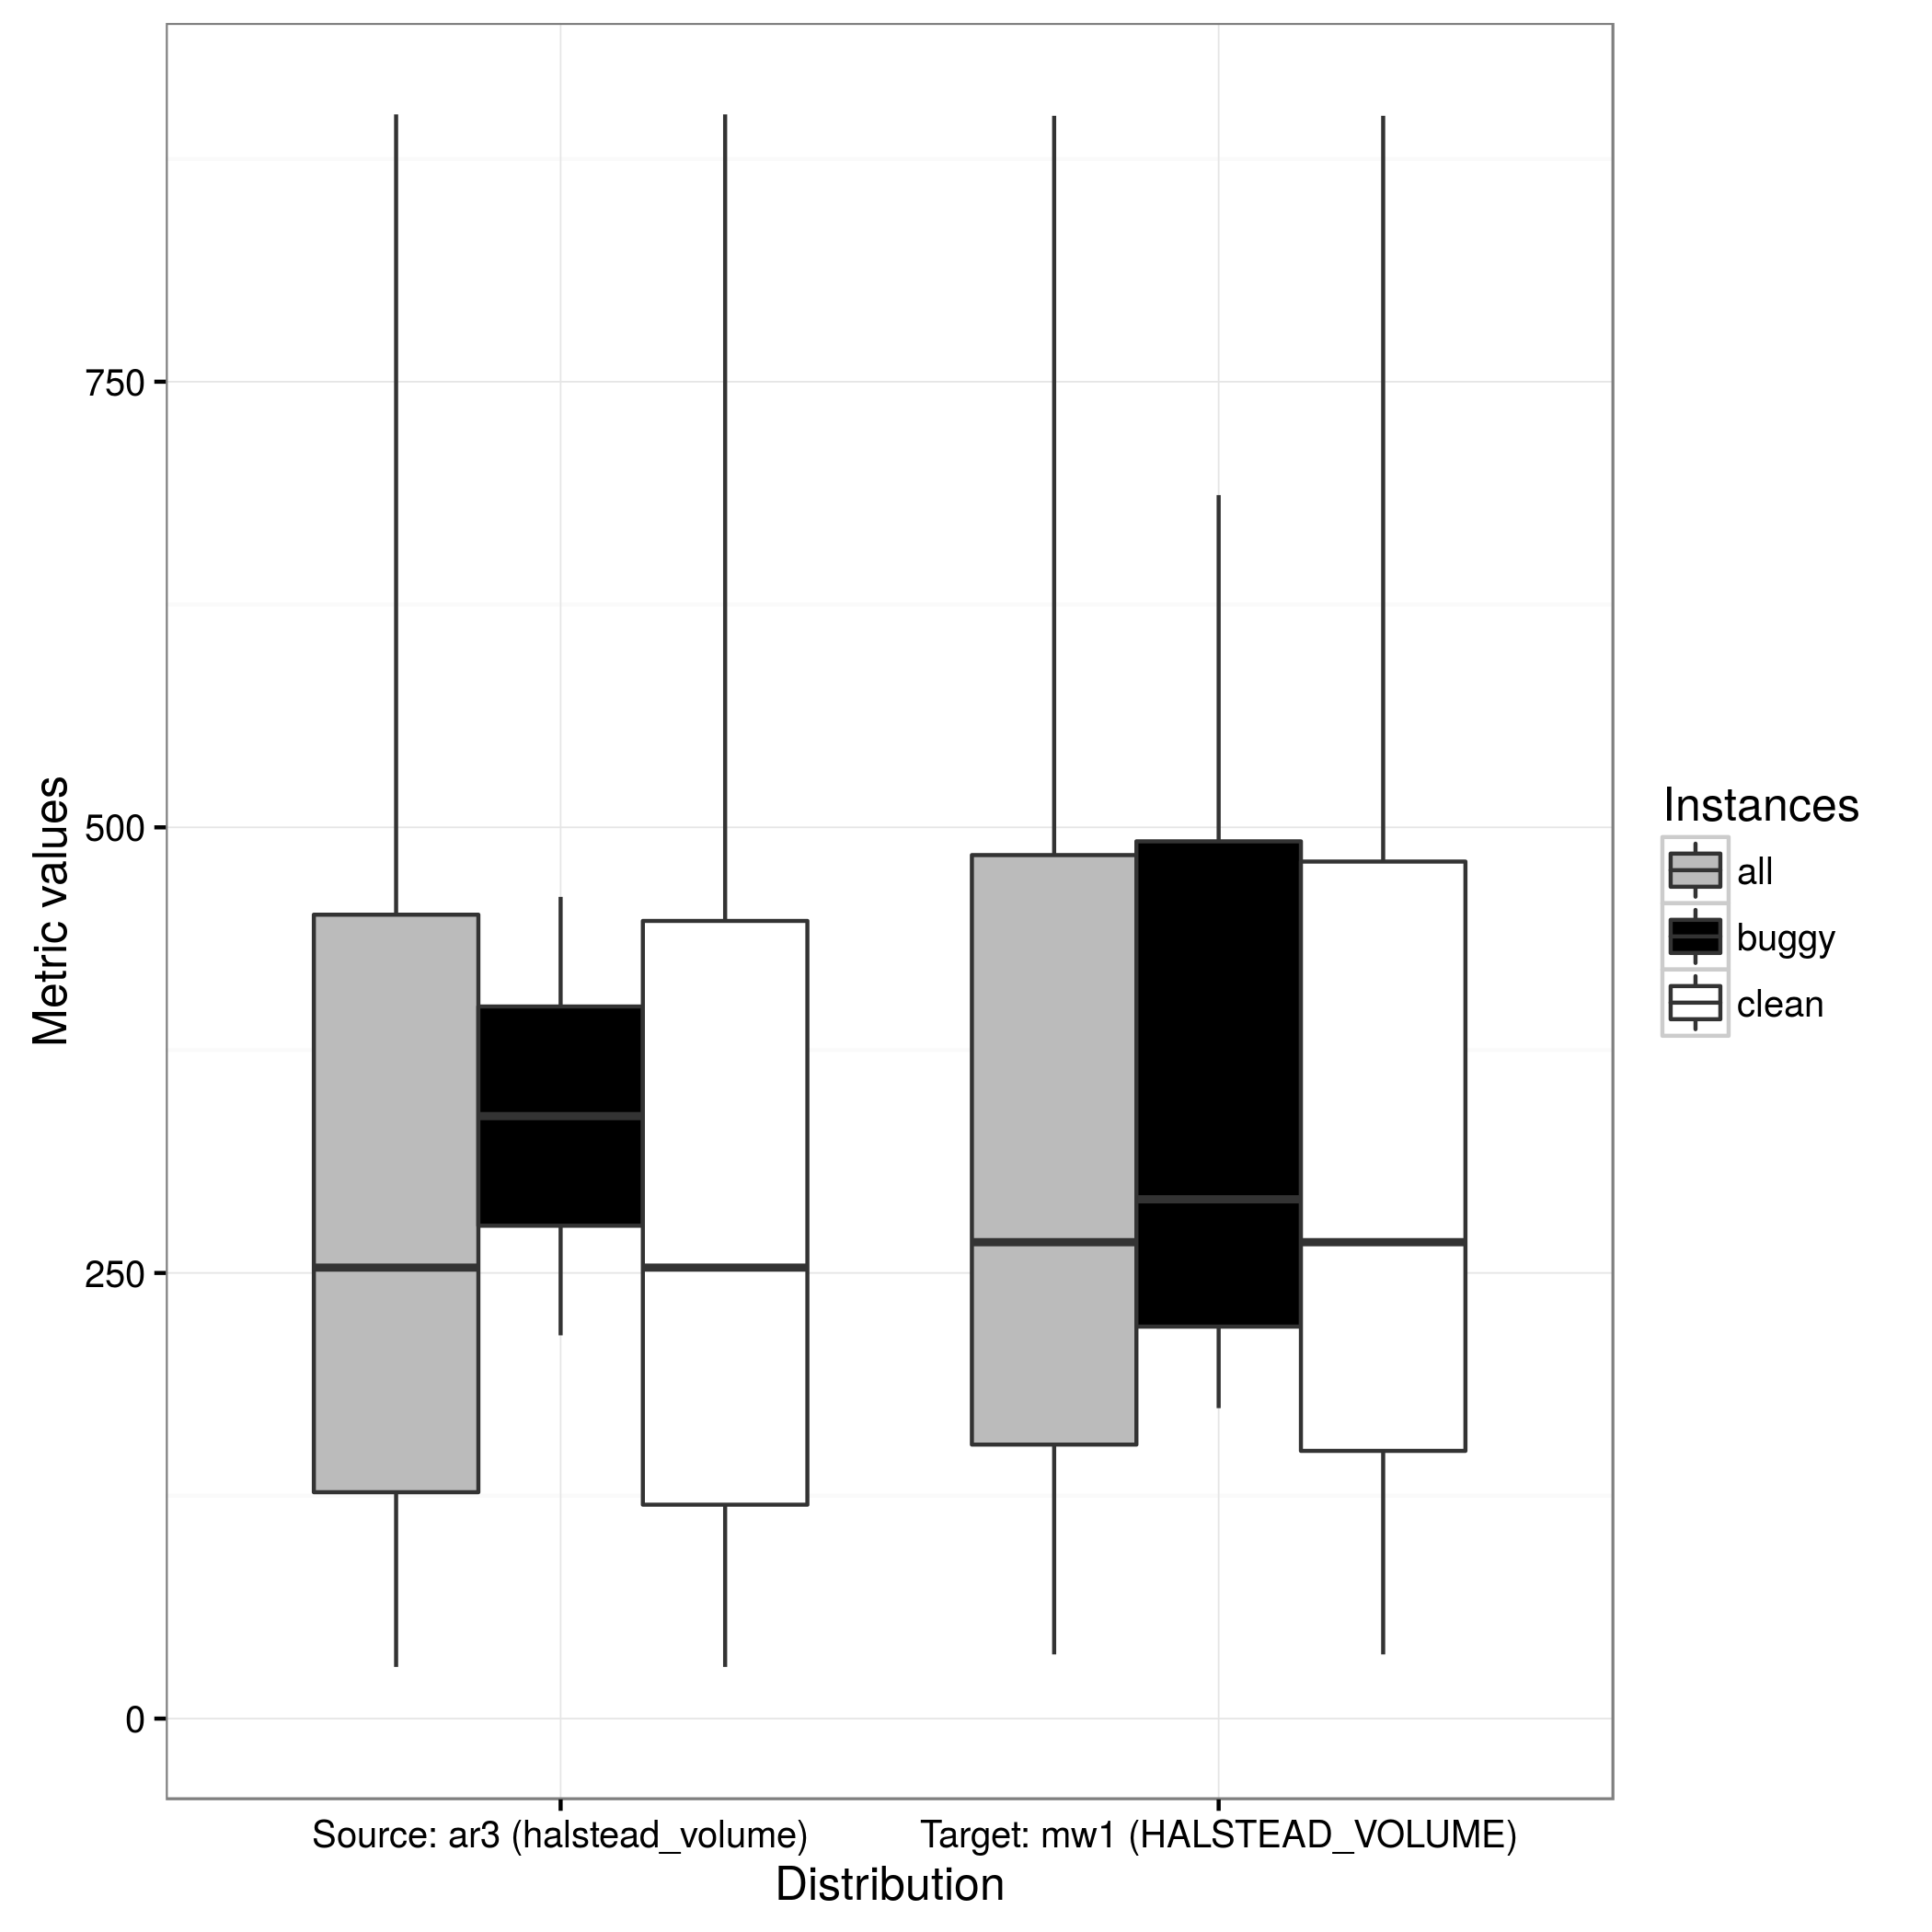 Metric values
750
500
250
0
Source: ar3 (halstead_volume)
Target: mw1 (HALSTEAD_VOLUME)
Distribution
Instances
all
buggy
clean